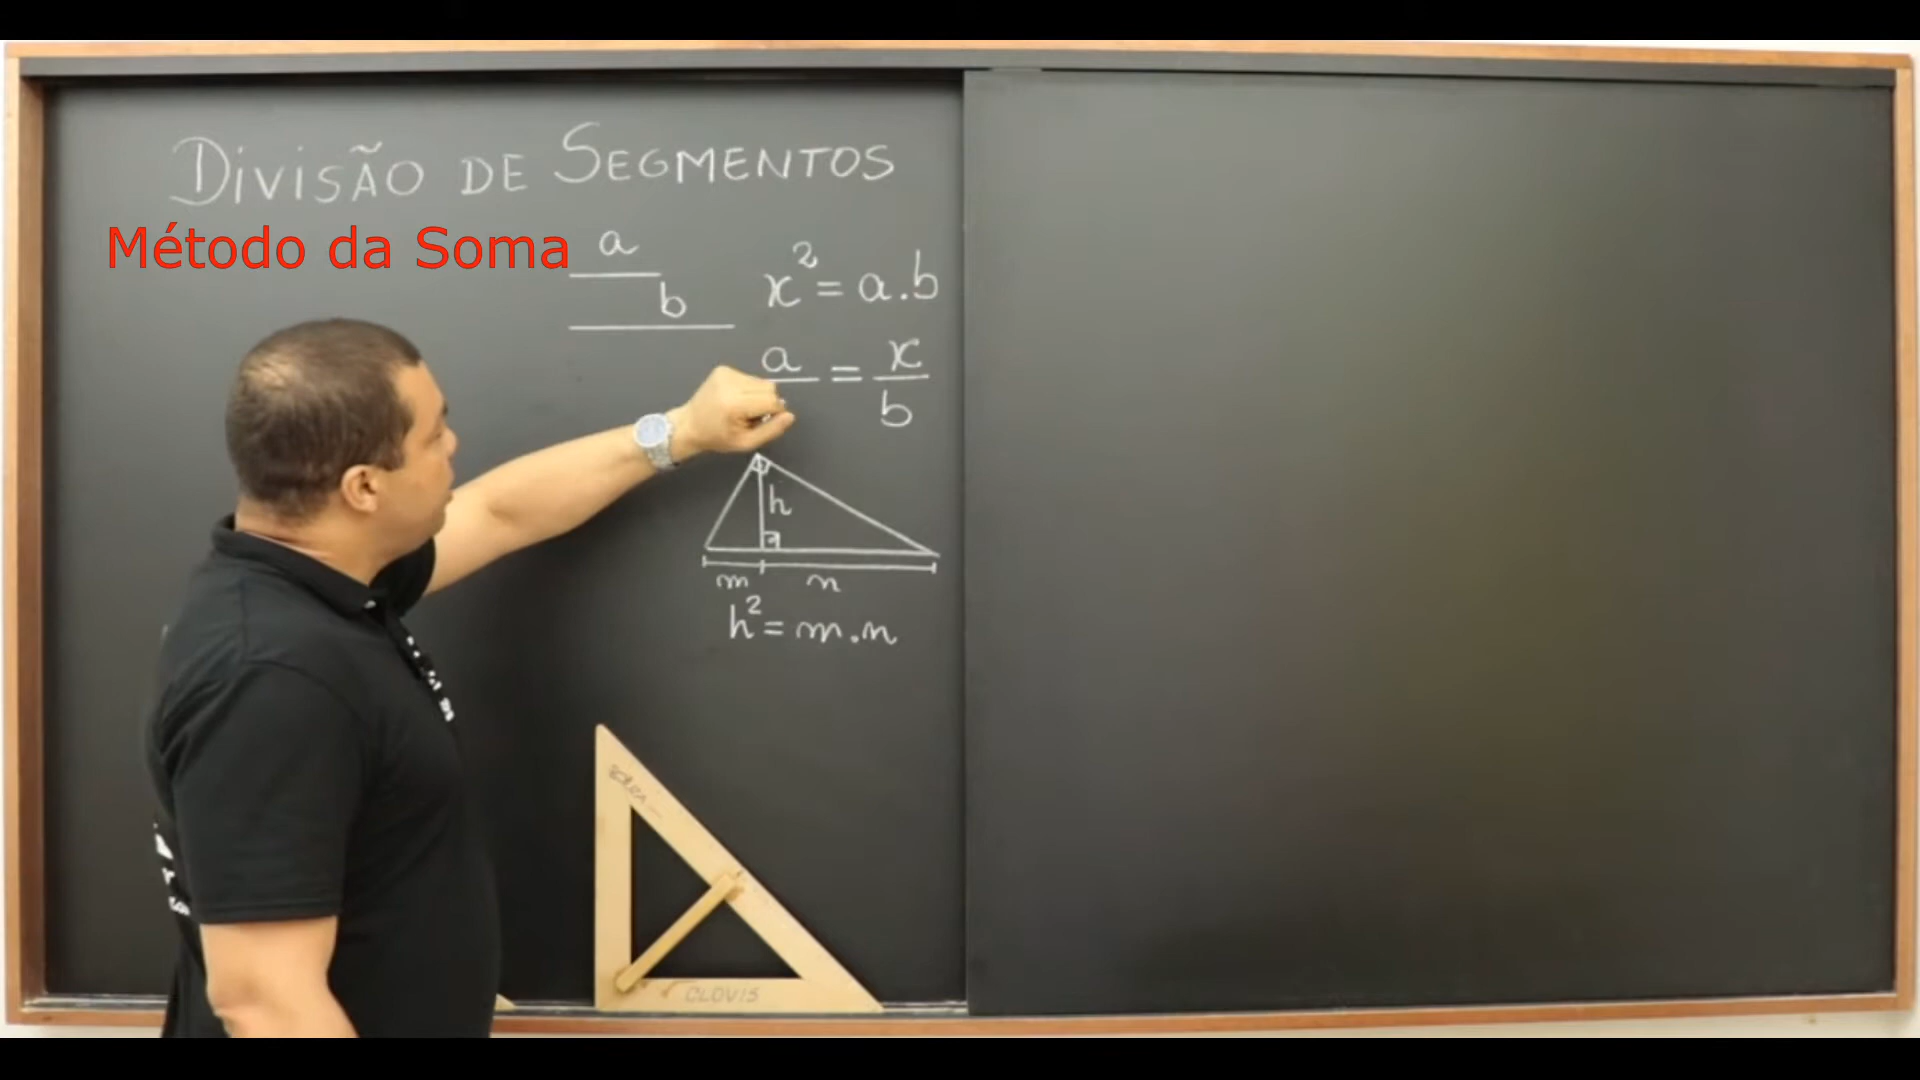 DIVISÃO DE SEGMENTOS
Método da Soma
a
b
x² = a.b
a = x
b
h
m n
h² = m.n
CLOVIS